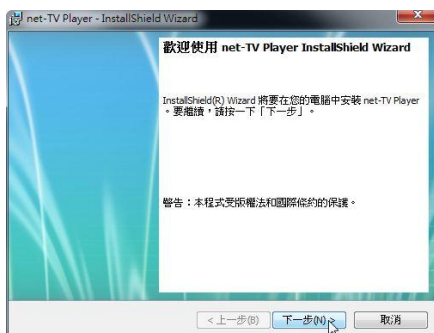 net-TV Player - InstallShield Wizard
歡迎使用 net-TV Player InstallShield Wizard
InstallShield(R) Wizard 將要在您的電腦中安裝 net-TV Player
。要繼續，請按一下「下一步」。
警告：本程式受版權法和國際條約的保護。
<上一步(B) 下一步(N)> 取消